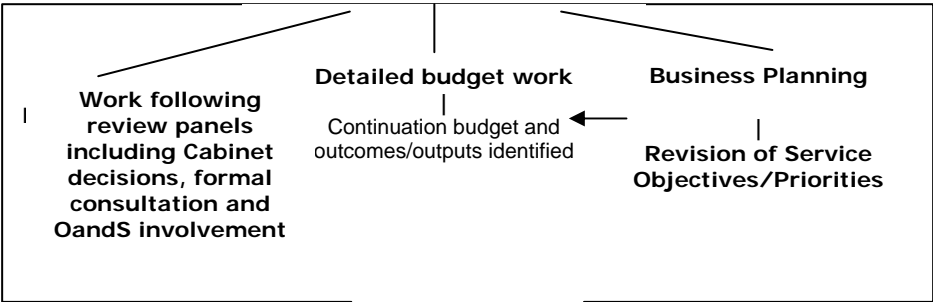 Work following
review panels
including Cabinet
decisions, formal
consultation and
OandS involvement
Detailed budget work
Continuation budget and
outcomes/outputs identified
Business Planning
Revision of Service
Objectives/Priorities